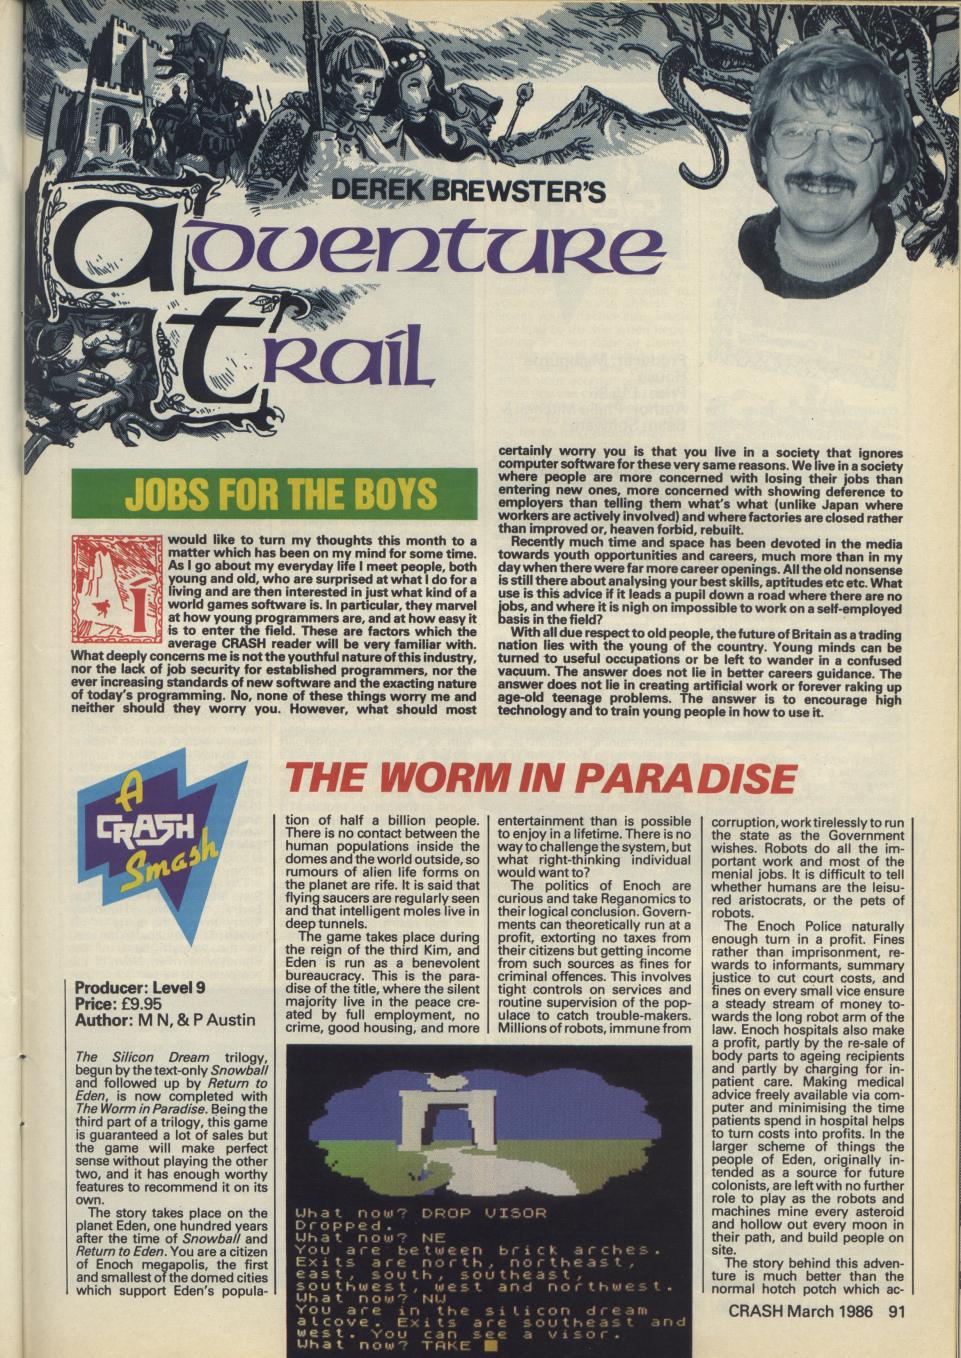 DEREK BREWSTER'S
adventure
trail
JOBS FOR THE BOYS
i would like to turn my thoughts this month to a
matter which has been on my mind for some time.
As I go about my everyday life I meet people, both
young and old, who are surprised at what I do for a
living and are then interested in just what kind of a
world games software is. In particular, they marvel
at how young programmers are, and at how easy it
is to enter the field. These are factors which the
average CRASH reader will be very familiar with.
What deeply concerns me is not the youthful nature of this industry,
nor the lack of job security for established programmers, nor the
ever increasing standards of new software and the exacting nature
of today's programming. No, none of these things worry me and
neither should they worry you. However, what should most
certainly worry you is that you live in a society that ignores
computer software for these very same reasons. We live in a society
where people are more concerned with losing their jobs than
entering new ones, more concerned with showing deference to
employers than telling them what's what (unlike Japan where
workers are actively involved) and where factories are closed rather
than improved or, heaven forbid, rebuilt.
Recently much time and space has been devoted in the media
towards youth opportunities and careers, much more than in my
day when there were far more career openings. All the old nonsense
is still there about analysing your best skills, aptitudes etc etc. What
use is this advice if it leads a pupil down a road where there are no
jobs, and where it is nigh on impossible to work on a self-employed
basis in the field?
With all due respect to old people, the future of Britain as a trading
nation lies with the young of the country. Young minds can be
turned to useful occupations or be left to wander in a confused
vacuum. The answer does not lie in better careers guidance. The
answer does not lie in creating artificial work or forever raking up
age-old teenage problems. The answer is to encourage high
technology and to train young people in how to use it.
A
CRASH
Smash
THE WORM IN PARADISE
Producer: Level 9
Price: £9.95
Author: M N, & P Austin
The Silicon Dream trilogy,
begun by the text-only Snowball
and followed up by Return to
Eden, is now completed with
The Worm in Paradise. Being the
third part of a trilogy, this game
is guaranteed a lot of sales but
the game will make perfect
sense without playing the other
two, and it has enough worthy
features to recommend it on its
own.
The story takes place on the
planet Eden, one hundred years
after the time of Snowball and
Return to Eden. You are a citizen
of Enoch megapolis, the first
and smallest of the domed cities
which support Eden's popula-
tion of half a billion people.
There is no contact between the
human populations inside the
domes and the world outside, so
rumours of alien life forms on
the planet are rife. It is said that
flying saucers are regularly seen
and that intelligent moles live in
deep tunnels.
The game takes place during
the reign of the third Kim, and
Eden is run as a benevolent
bureaucracy. This is the para-
dise of the title, where the silent
majority live in the peace cre-
ated by full employment, no
crime, good housing, and more
entertainment than is possible
to enjoy in a lifetime. There is no
way to challenge the system, but
what right-thinking individual
would want to?
The politics of Enoch are
curious and take Reganomics to
their logical conclusion. Govern-
ments can theoretically run at a
profit, extorting no taxes from
their citizens but getting income
from such sources as fines for
criminal offences. This involves
tight controls on services and
routine supervision of the pop-
ulace to catch trouble-makers.
Millions of robots, immune from
corruption, work tirelessly to run
the state as the Government
wishes. Robots do all the im-
portant work and most of the
menial jobs. It is difficult to tell
whether humans are the leisu-
red aristocrats, or the pets of
robots.
The Enoch Police naturally
enough turn in a profit. Fines
rather than imprisonment, re-
wards to informants, summary
justice to cut court costs, and
fines on every small vice ensure
a steady stream of money to-
wards the long robot arm of the
law. Enoch hospitals also make
a profit, partly by the re-sale of
body parts to ageing recipients
and partly by charging for in-
patient care. Making medical
advice freely available via com-
puter and minimising the time
patients spend in hospital helps
to turn costs into profits. In the
larger scheme of things the
people of Eden, originally in-
tended as a source for future
colonists, are left with no further
role to play as the robots and
machines mine every asteroid
and hollow out every moon in
their path, and build people on
site.
The story behind this adven-
ture is much better than the
normal hotch potch which ac-
What now? DROP VISOR
Dropped.
What now? NE
You are between brick arches.
Exits are north, northeast,
east, south, southeast,
southwest, west and northwest.
What now? NW
You are in the silicon dream
alcove. Exits are southeast and
west. You can see a visor.
What now? TAKE
CRASH March 1986 91